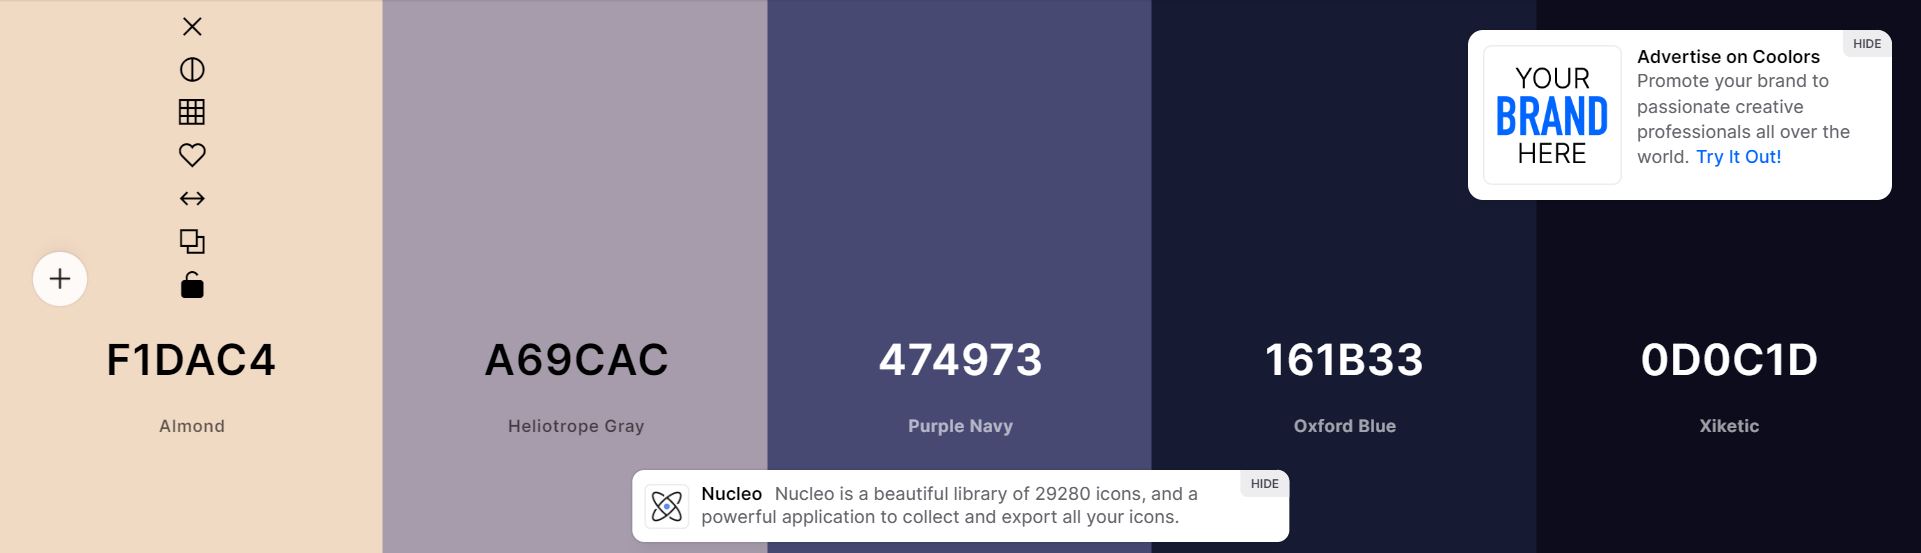 HIDE
YOUR
BRAND
HERE
Advertise on Coolors
Promote your brand to
passionate creative
professionals all over the
world. Try It Out!
F1DAC4
Almond
A69CAC
Heliotrope Gray
474973
Purple Navy
161B33
Oxford Blue
0D0C1D
Xiketic
HIDE
Nucleo Nucleo is a beautiful library of 29280 icons, and a
powerful application to collect and export all your icons.